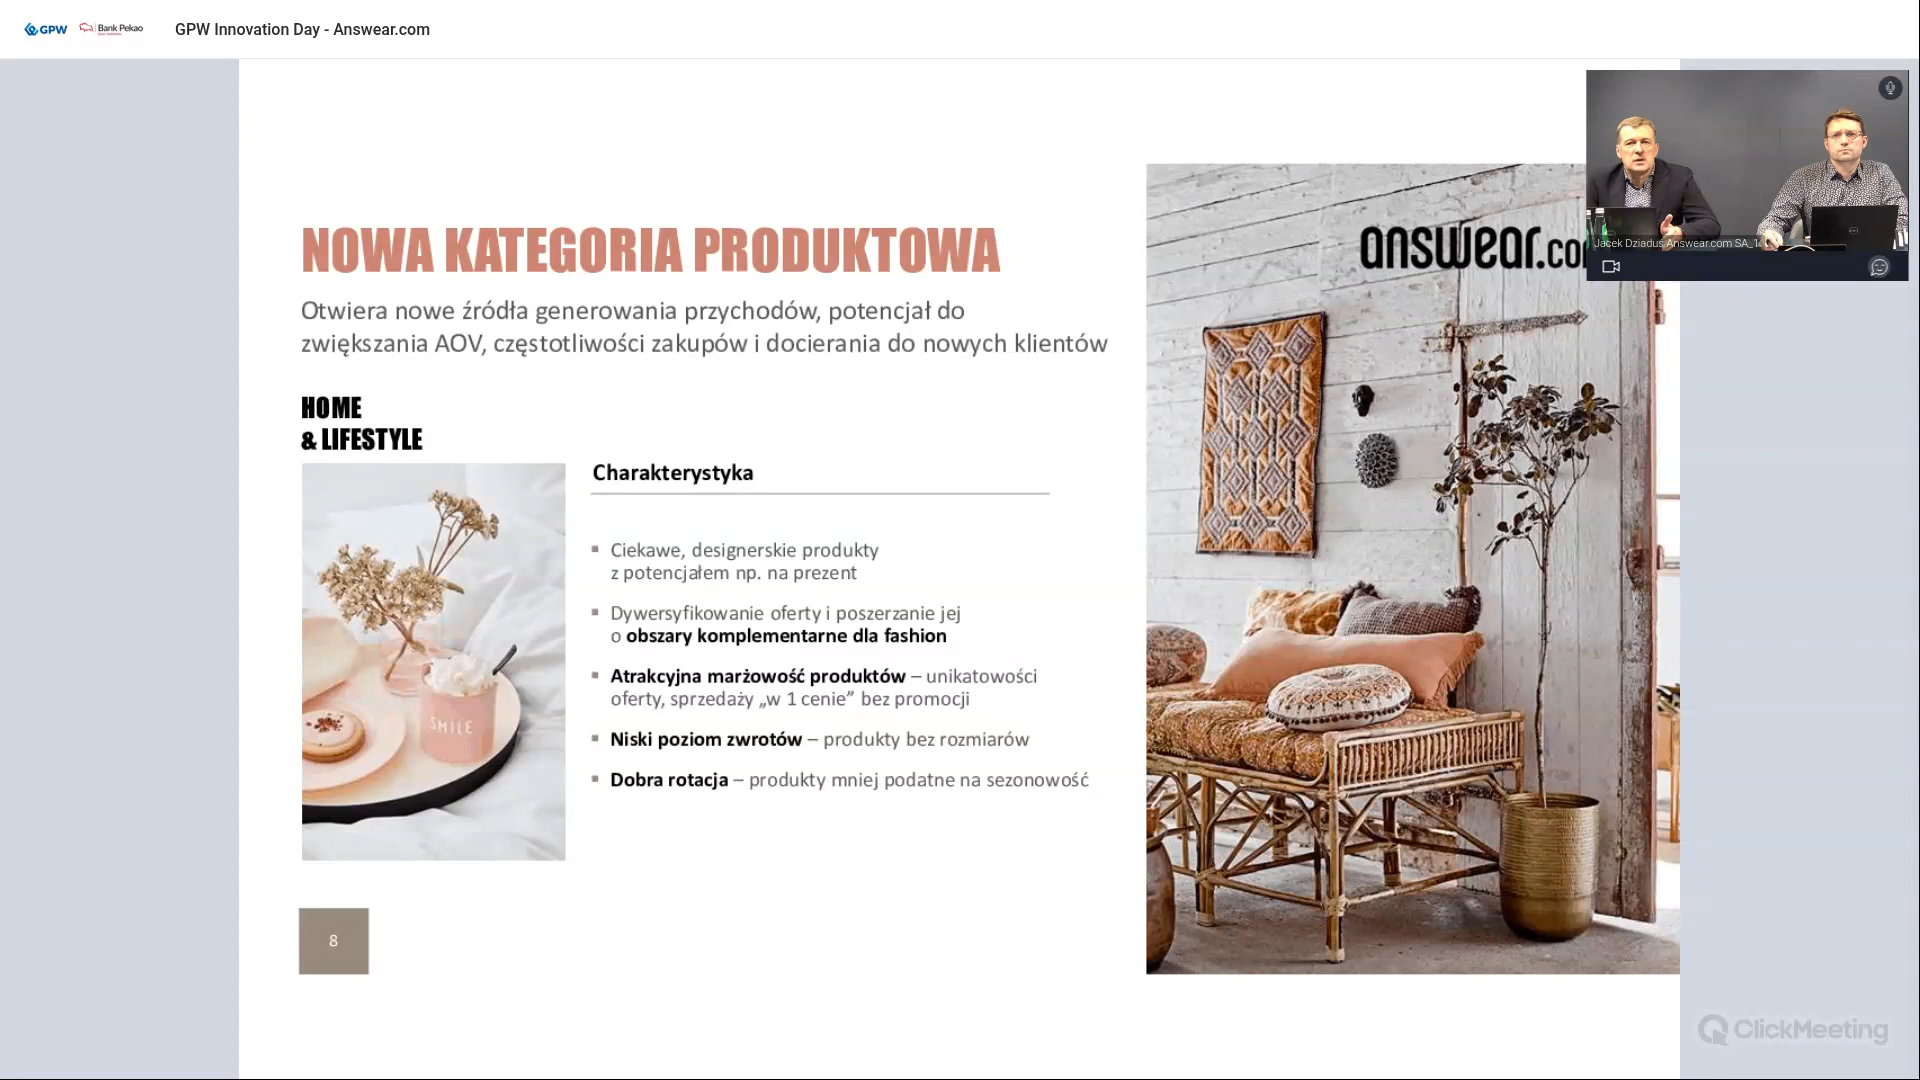 GPW
Bank Pekao
GPW Innovation Day - Answear.com
NOWA KATEGORIA PRODUKTOWA
Otwiera nowe źródła generowania przychodów, potencjał do
zwiększania AOV, częstotliwości zakupów i docierania do nowych klientów
HOME
& LIFESTYLE
SMILE
Charakterystyka
Ciekawe, designerskie produkty
z potencjałem np. na prezent
Dywersyfikowanie oferty i poszerzanie jej
o obszary komplementarne dla fashion
Atrakcyjna marżowość produktów – unikatowości
oferty, sprzedaży „w 1 cenie” bez promocji
Niski poziom zwrotów – produkty bez rozmiarów
Dobra rotacja – produkty mniej podatne na sezonowość
8
answear.co
Jacek Dziaduś Answear.com SA_1
ClickMeeting